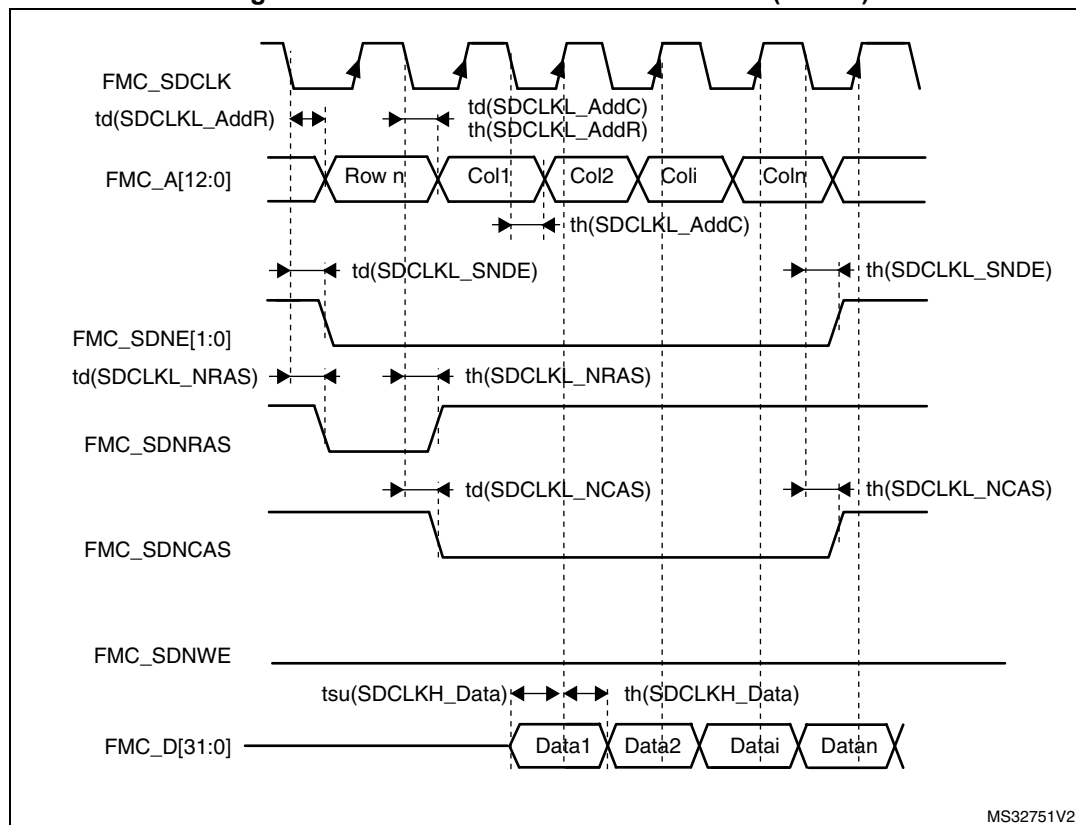 FMC_SDCLK
td(SDCLKL_AddR)
td(SDCLKL_AddC)
th(SDCLKL_AddR)
FMC_A[12:0]
Row n
Col1
Col2
Coli
Coln
th(SDCLKL_AddC)
td(SDCLKL_SNDE)
th(SDCLKL_SNDE)
FMC_SDNE[1:0]
td(SDCLKL_NRAS)
th(SDCLKL_NRAS)
FMC_SDNRAS
td(SDCLKL_NCAS)
th(SDCLKL_NCAS)
FMC_SDNCAS
FMC_SDNWE
tsu(SDCLKH_Data)
th(SDCLKH_Data)
FMC_D[31:0]
Data1
Data2
Datai
Datan
MS32751V2